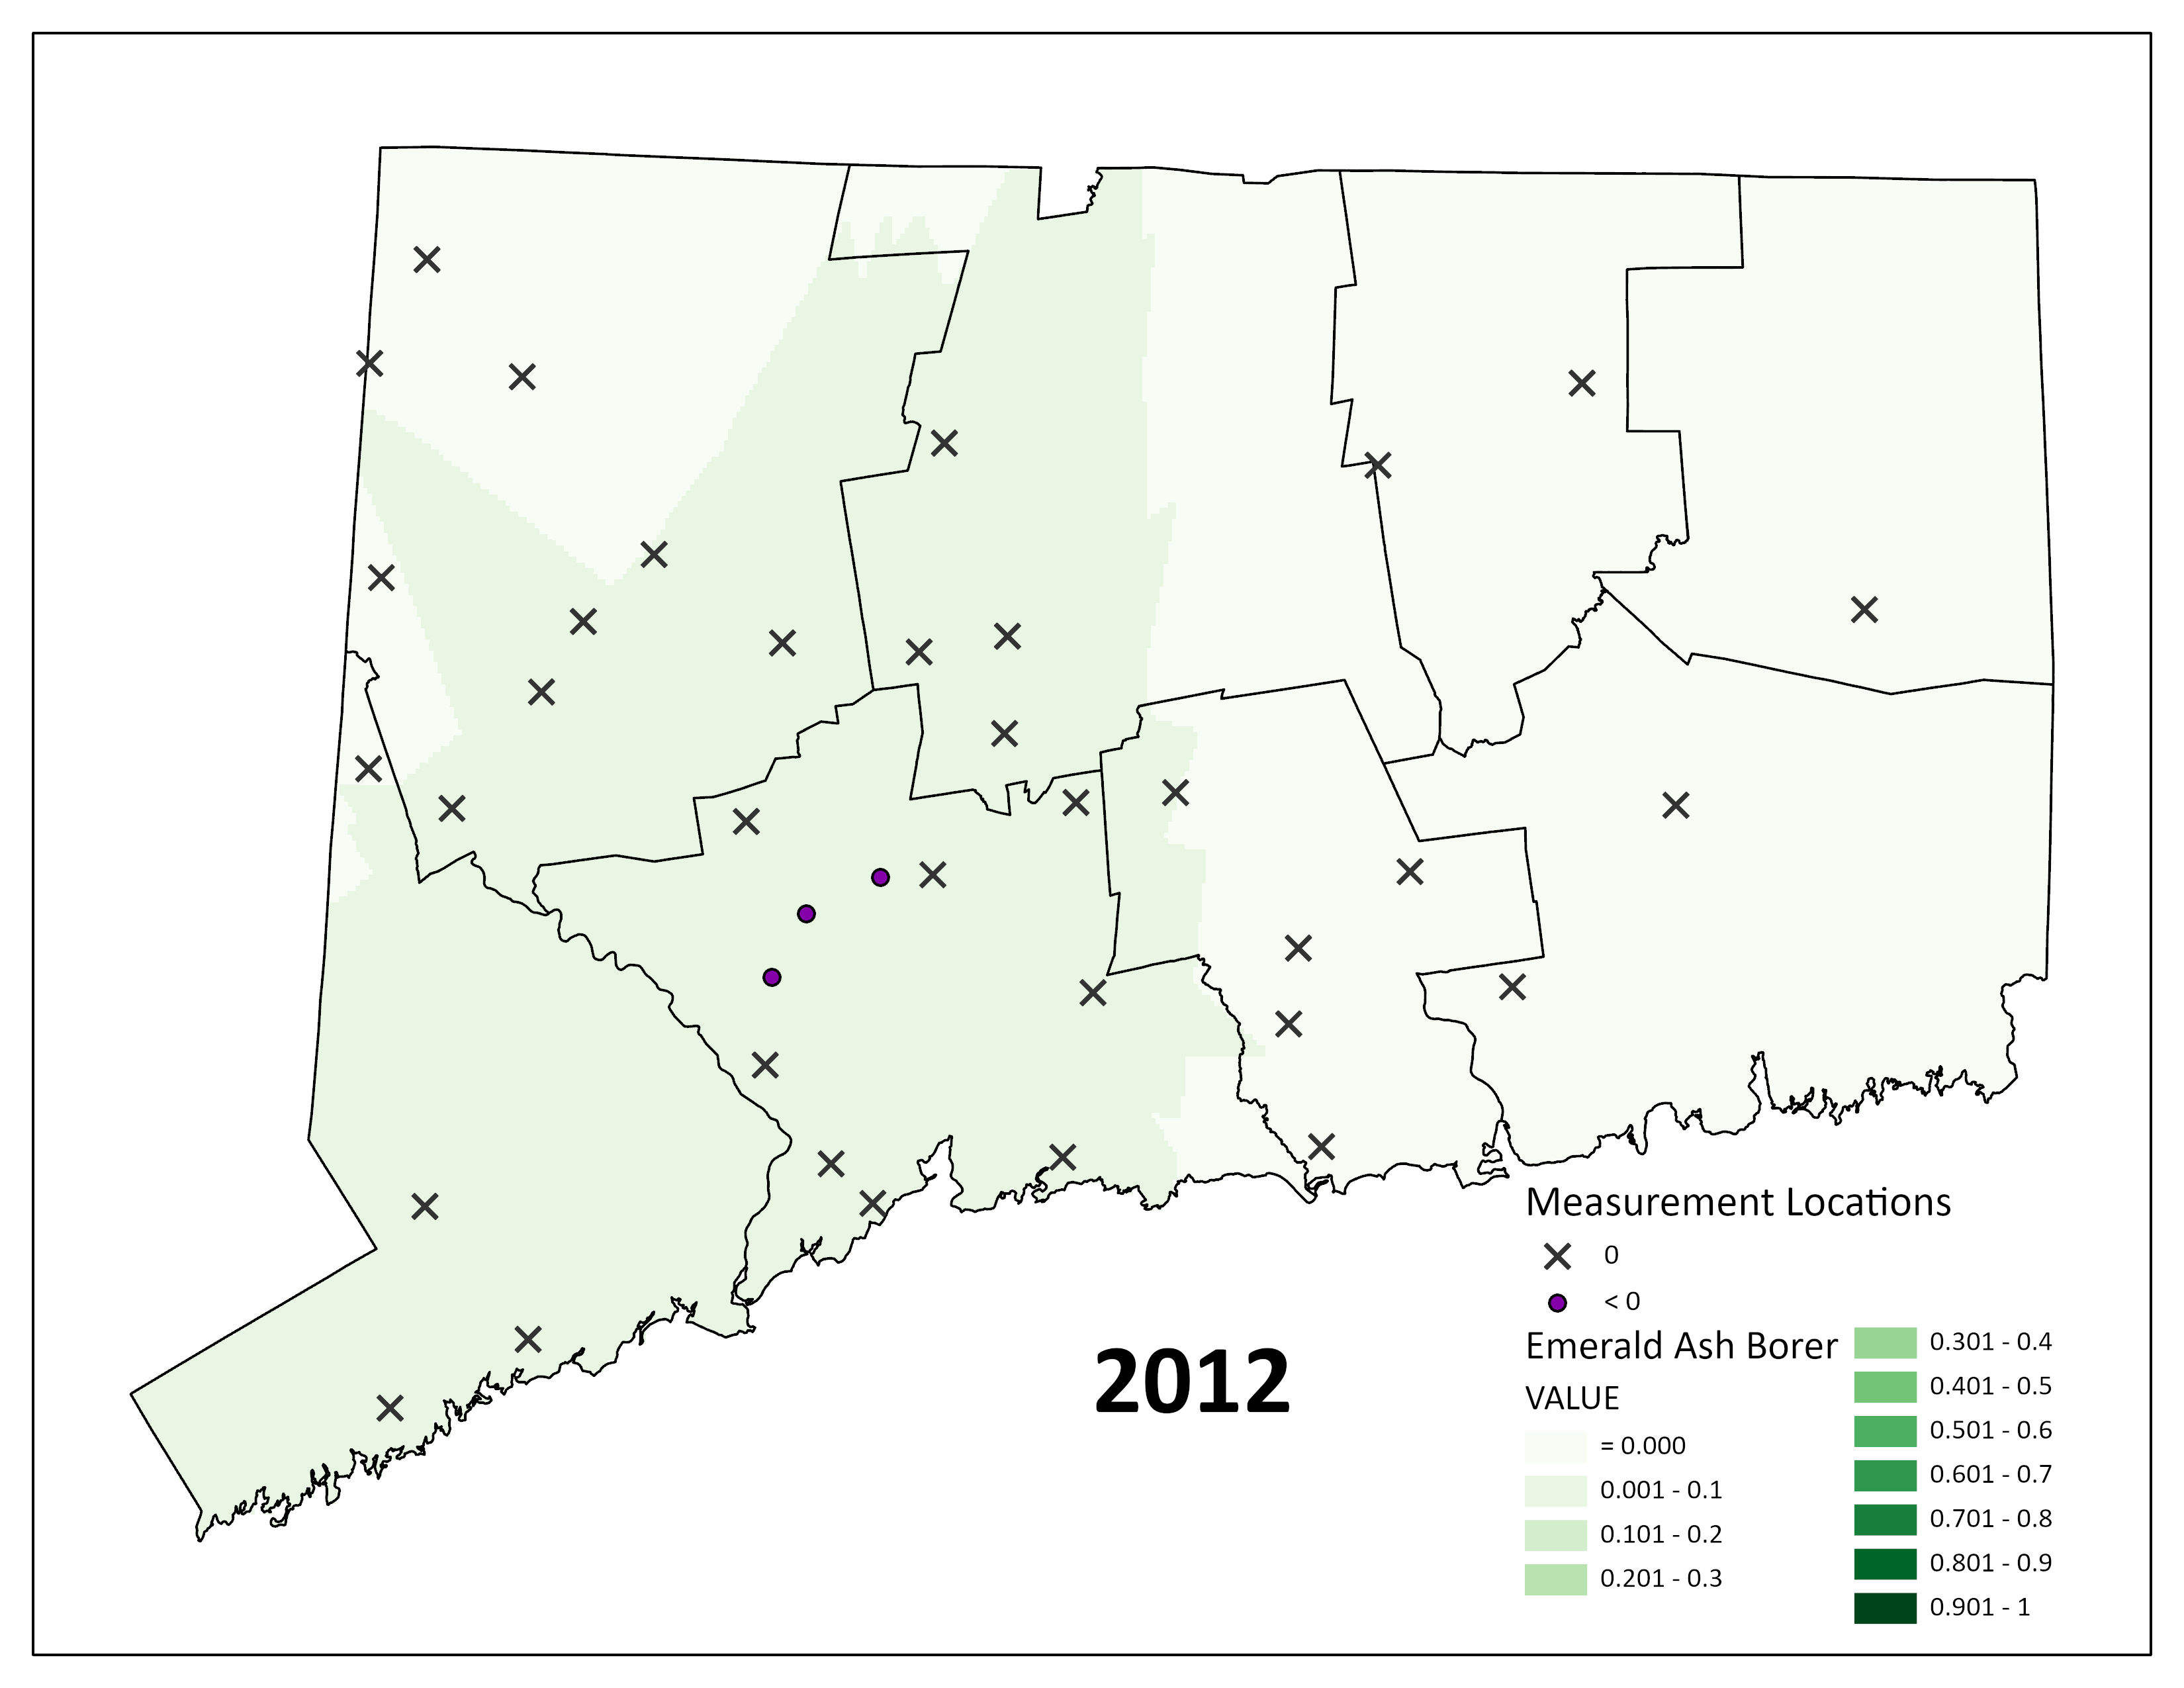 Measurement Locations
0
< 0
Emerald Ash Borer
VALUE
= 0.000
0.001 - 0.1
0.101 - 0.2
0.201 - 0.3
0.301 - 0.4
0.401 - 0.5
0.501 - 0.6
0.601 - 0.7
0.701 - 0.8
0.801 - 0.9
0.901 - 1
2012